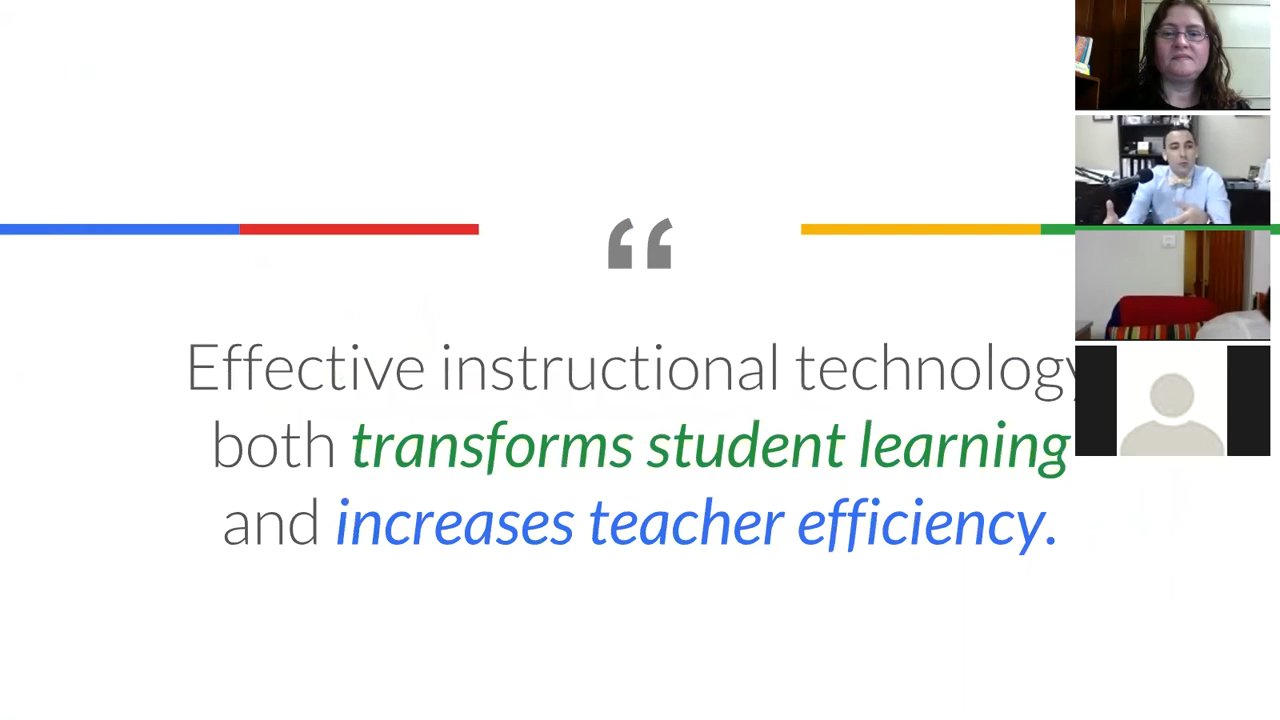 “
Effective instructional technology
both transforms student learning
and increases teacher efficiency.